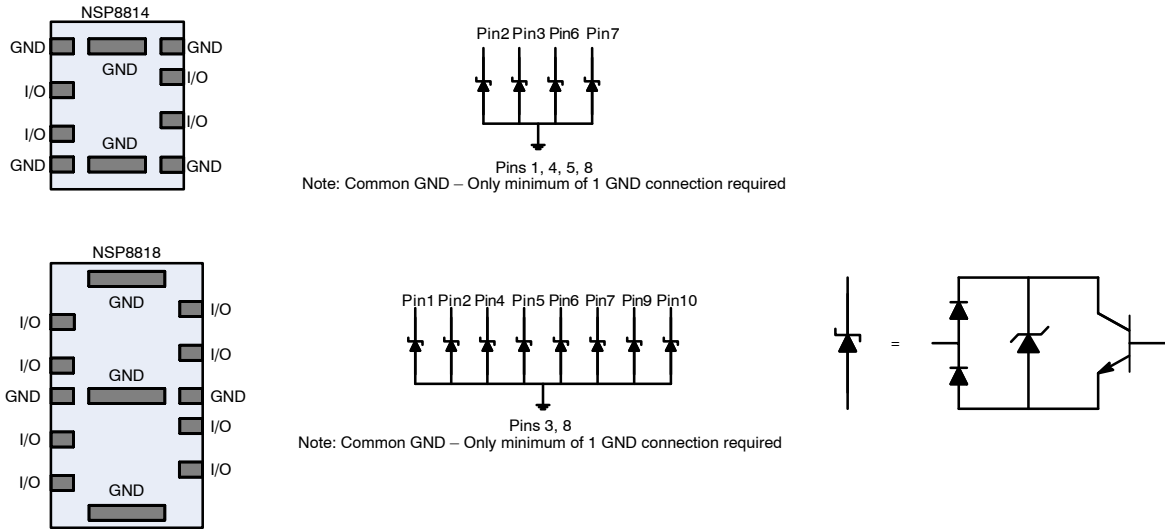 NSP8814
GND
GND
GND
I/O
I/O
I/O
I/O
GND
GND
GND
Pin2 Pin3 Pin6 Pin7
Pins 1, 4, 5, 8
Note: Common GND – Only minimum of 1 GND connection required
NSP8818
GND
I/O
I/O
I/O
I/O
GND
GND
GND
I/O
I/O
I/O
I/O
GND
Pin1 Pin2 Pin4 Pin5 Pin6 Pin7 Pin9 Pin10
Pins 3, 8
Note: Common GND – Only minimum of 1 GND connection required
=